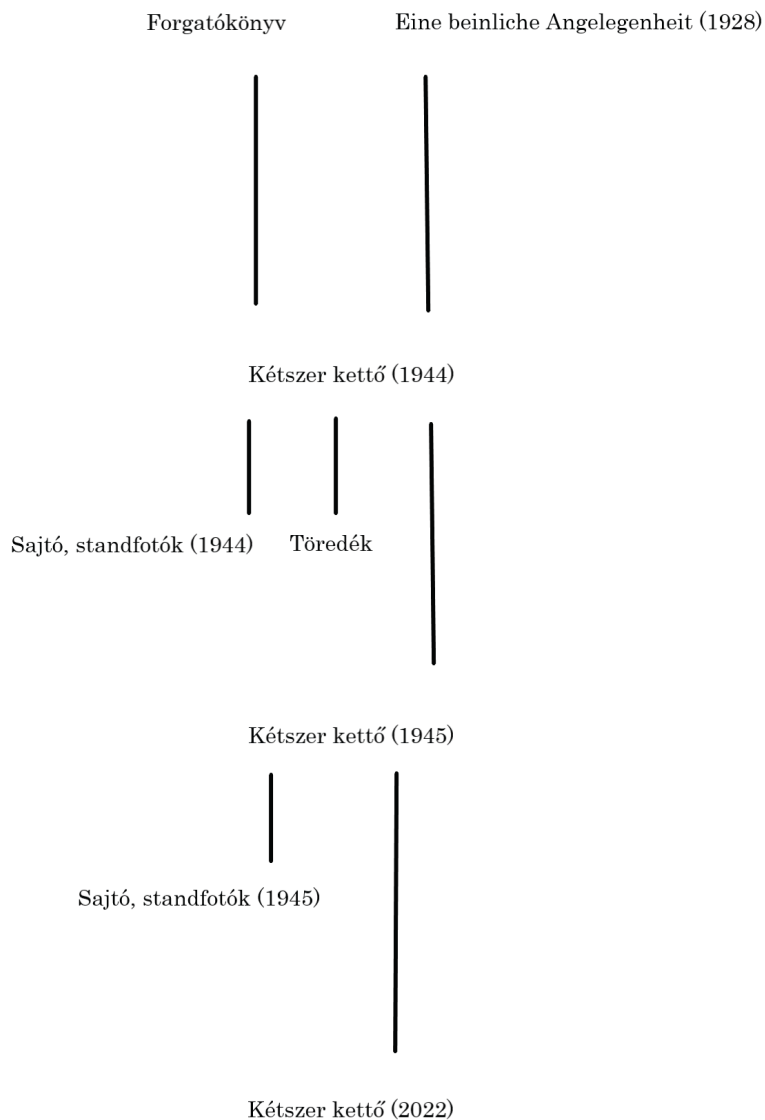 Forgatókönyv
Eine beinliche Angelegenheit (1928)
Kétszer kettő (1944)
Sajtó, standfotók (1944)
Töredék
Kétszer kettő (1945)
Sajtó, standfotók (1945)
Kétszer kettő (2022)